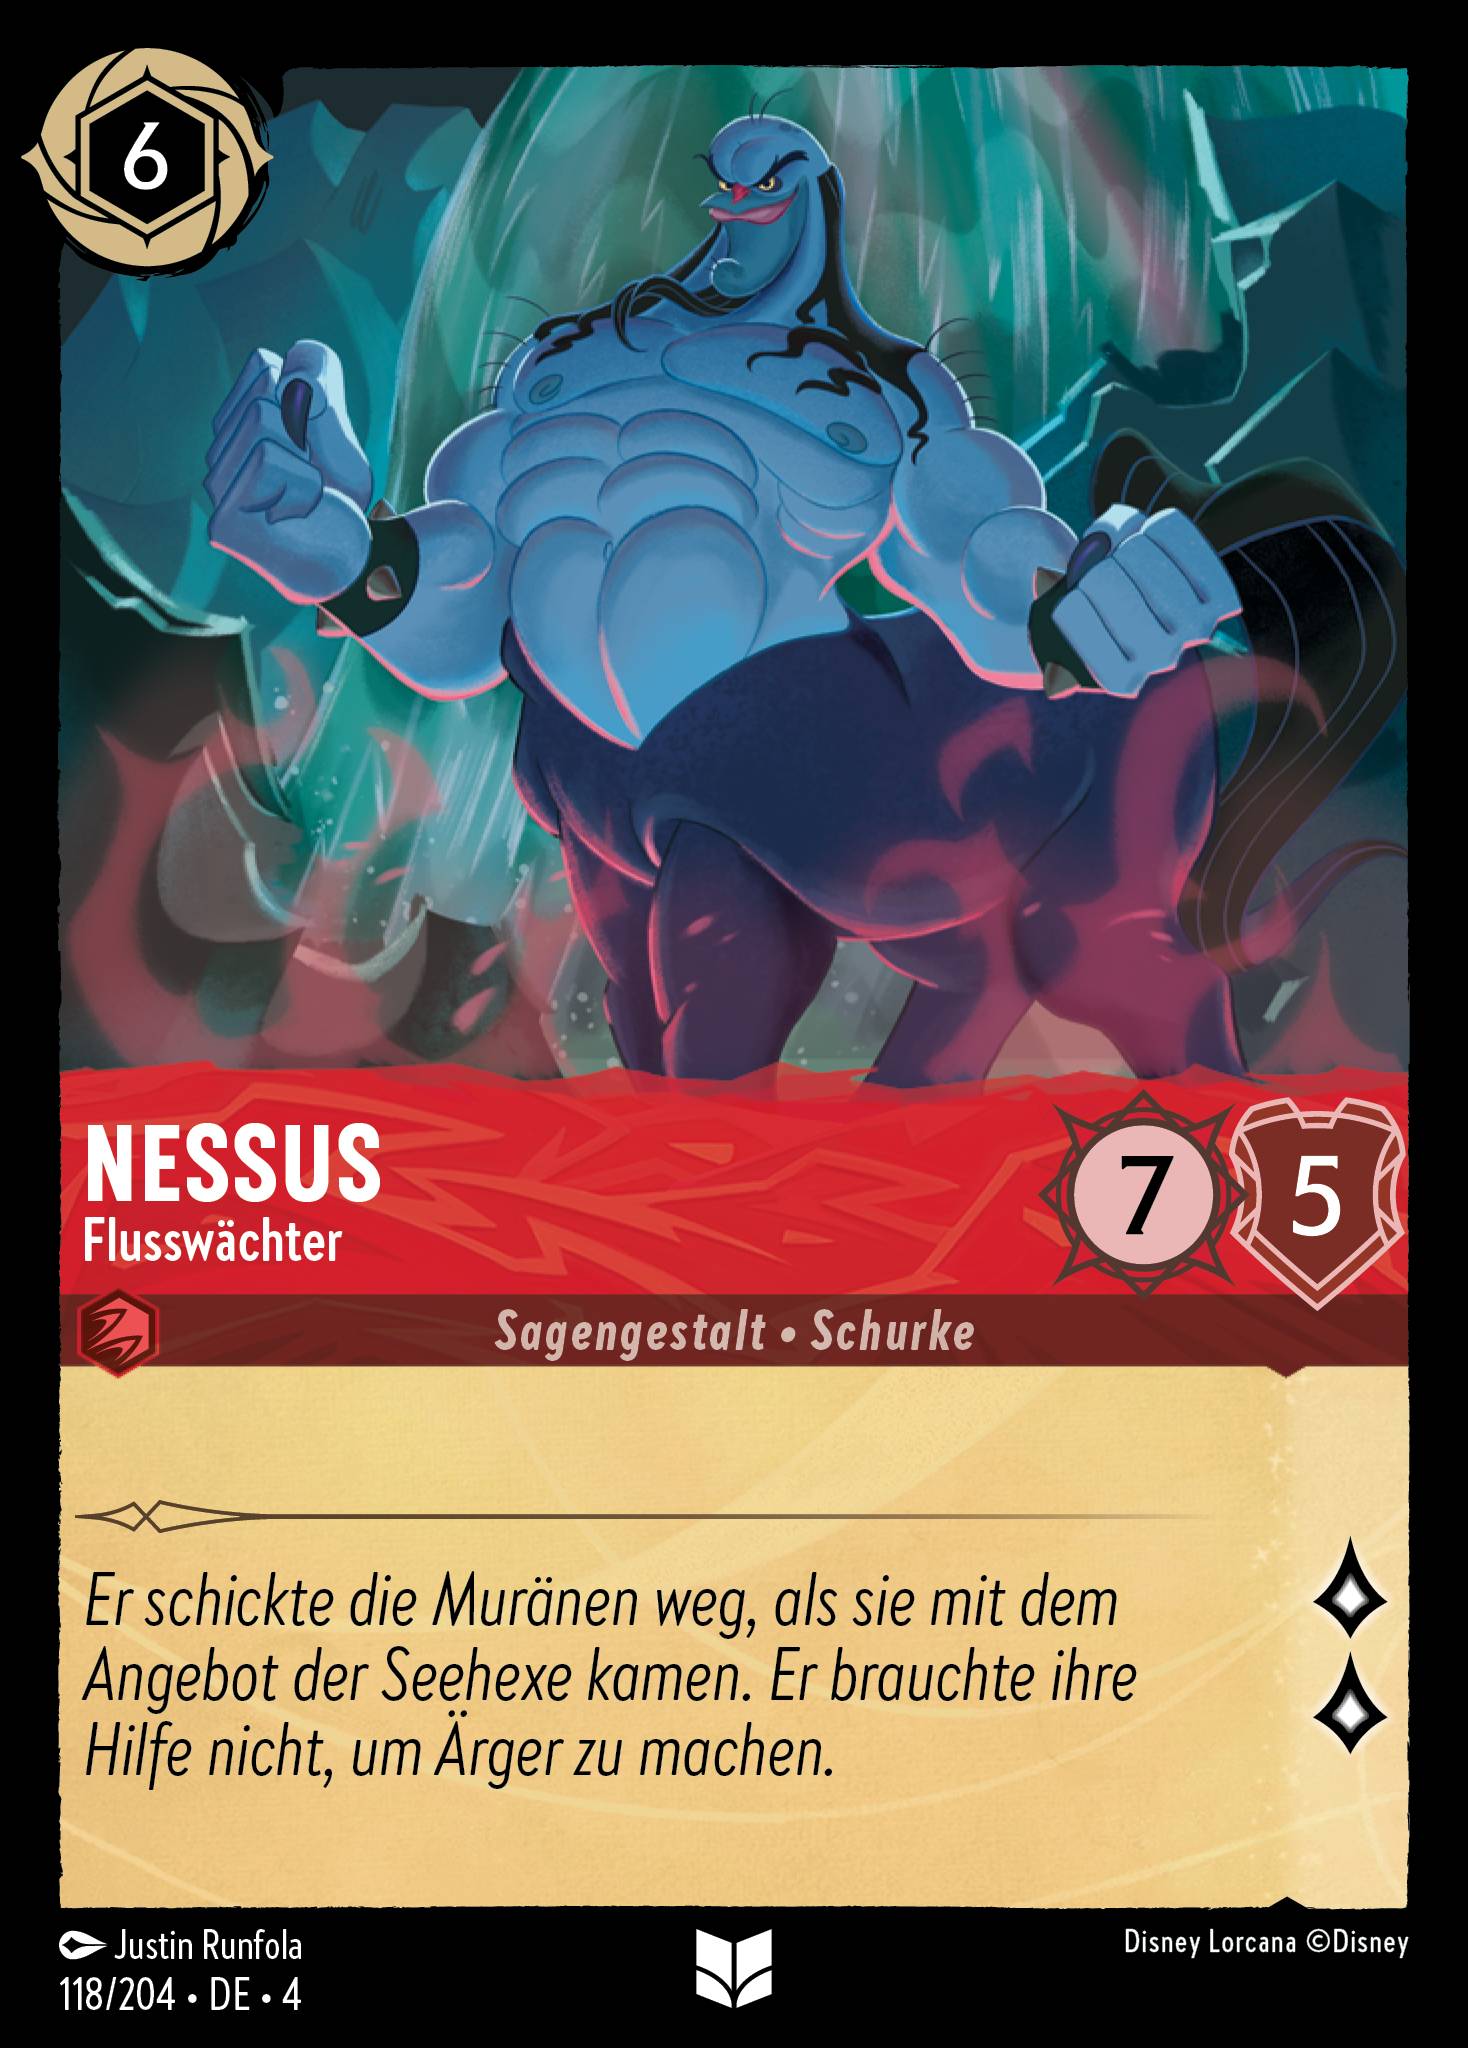 6
NESSUS
Flusswächter
7
5
Sagengestalt • Schurke
Er schickte die Muränen weg, als sie mit dem
Angebot der Seehexe kamen. Er brauchte ihre
Hilfe nicht, um Ärger zu machen.
Justin Runfola
118/204 • DE • 4
Disney Lorcana ©Disney